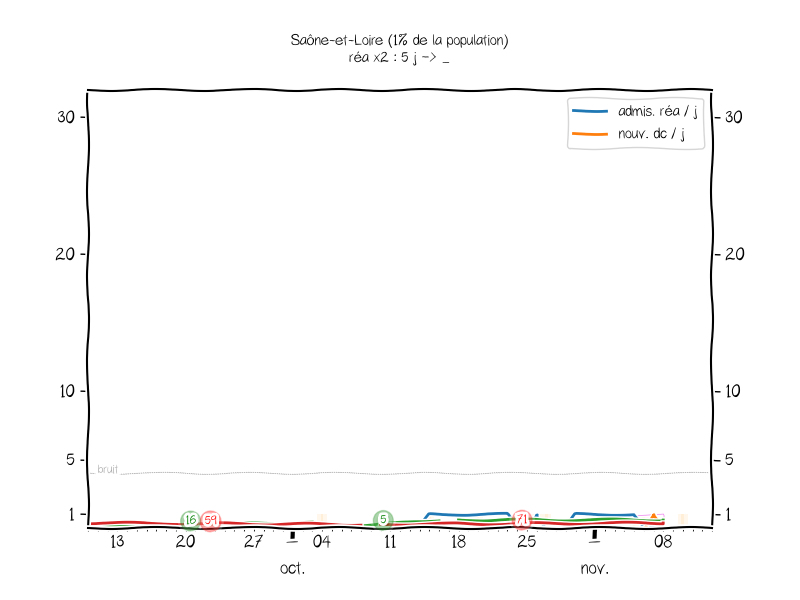 Saône-et-Loire (1% de la population)
réa x2 : 5 j -> _
admis. réa / j
nouv. dc / j
30 30
20 20
10 10
5 5
bruit
1 1
16 59 5 71
13 20 27 04 11 18 25 08
oct. nov.